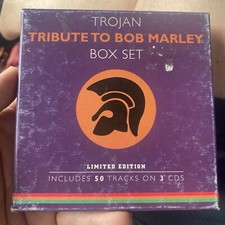 TROJAN
TRIBUTE TO BOB MARLEY
BOX SET
LIMITED EDITION
INCLUDES 50 TRACKS ON 3 CDS